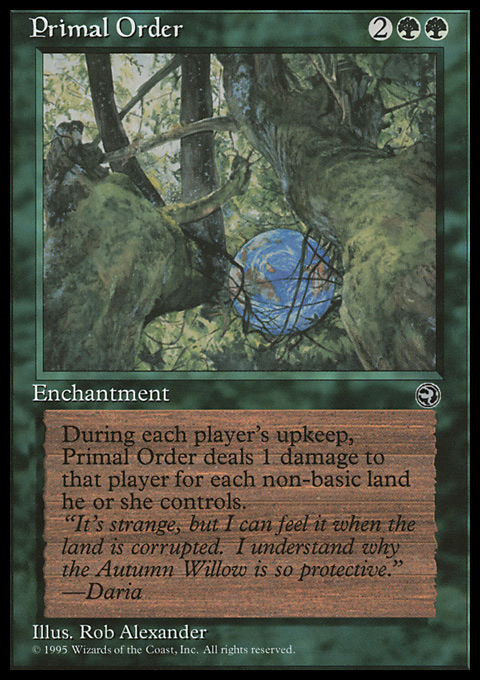 Primal Order 2
Enchantment
During each player's upkeep,
Primal Order deals 1 damage to
that player for each non-basic land
he or she controls.
“It's strange, but I can feel it when the
land is corrupted. I understand why
the Autumn Willow is so protective.”
—Daria
Illus. Rob Alexander
© 1995 Wizards of the Coast, Inc. All rights reserved.